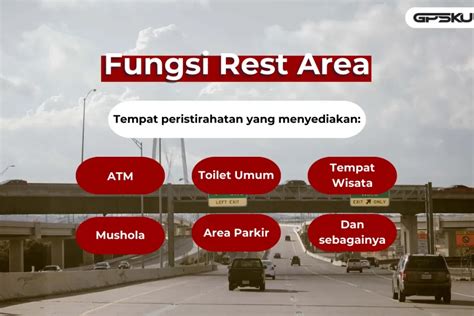 GPSKU
Fungsi Rest Area
Tempat peristirahatan yang menyediakan:
ATM
Toilet Umum
Tempat
Wisata
Mushola
Area Parkir
Dan
sebagainya
LEFT EXIT
EXIT ONLY